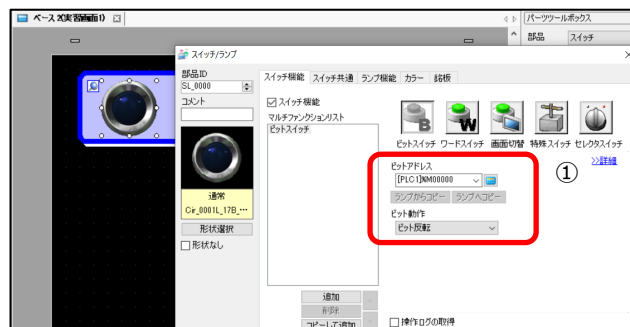 ベース 2(実習画面1)
パーツツールボックス
部品 スイッチ
スイッチ/ランプ
部品ID
SL_0000
コメント
通常
Cir_0001L_17B_…
形状選択
形状なし
スイッチ機能 スイッチ共通 ランプ機能 カラー 銘板
スイッチ機能
マルチファンクションリスト
ビットスイッチ
追加
削除
コピーして追加
ビットスイッチ ワードスイッチ 画面切替 特殊スイッチ セレクタスイッチ
>>詳細
ビットアドレス
[PLC1]%M00000
ランプからコピー ランプへコピー
ビット動作
ビット反転
①
操作ログの取得